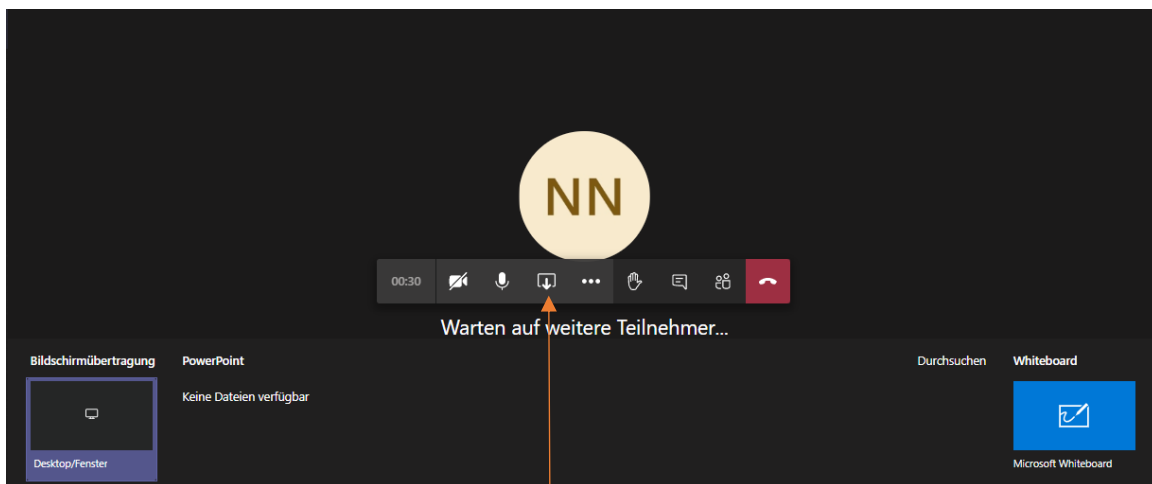 NN
00:30
Warten auf weitere Teilnehmer...
Bildschirmübertragung PowerPoint Durchsuchen Whiteboard
Keine Dateien verfügbar
Desktop/Fenster Microsoft Whiteboard